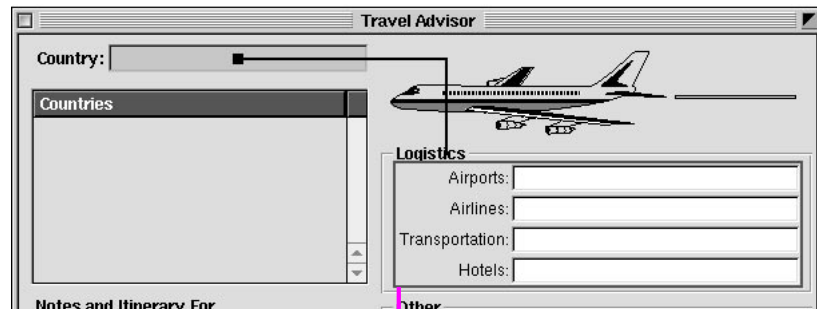 Travel Advisor
Country:
Countries
Logistics
Airports:
Airlines:
Transportation:
Hotels:
Notes and Itinerary For
Other